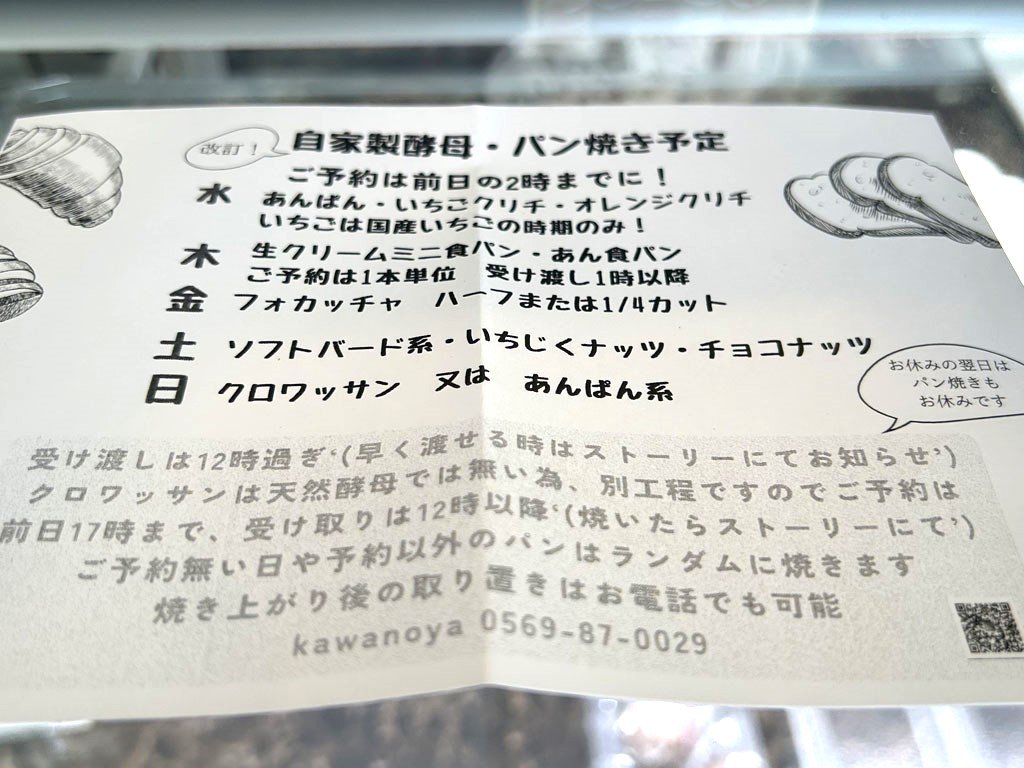 改訂！
自家製酵母・パン焼き予定
ご予約は前日の2時までに！
水 あんぱん・いちごクリチ・オレンジクリチ
いちごは国産いちごの時期のみ！
木 生クリームミニ食パン・あん食パン
ご予約は1本単位 受け渡し1時以降
金 フォカッチャ ハーフまたは1/4カット
土 ソフトバード系・いちじくナッツ・チョコナッツ
日 クロワッサン 又は あんぱん系
お休みの翌日は
パン焼きも
お休みです
受け渡しは12時過ぎ‘(早く渡せる時はストーリーにてお知らせ’)
クロワッサンは天然酵母では無い為、別工程ですのでご予約は
前日17時まで、受け取りは12時以降‘(焼いたらストーリーにて’)
ご予約無い日や予約以外のパンはランダムに焼きます
焼き上がり後の取り置きはお電話でも可能
kawanoya 0569-87-0029